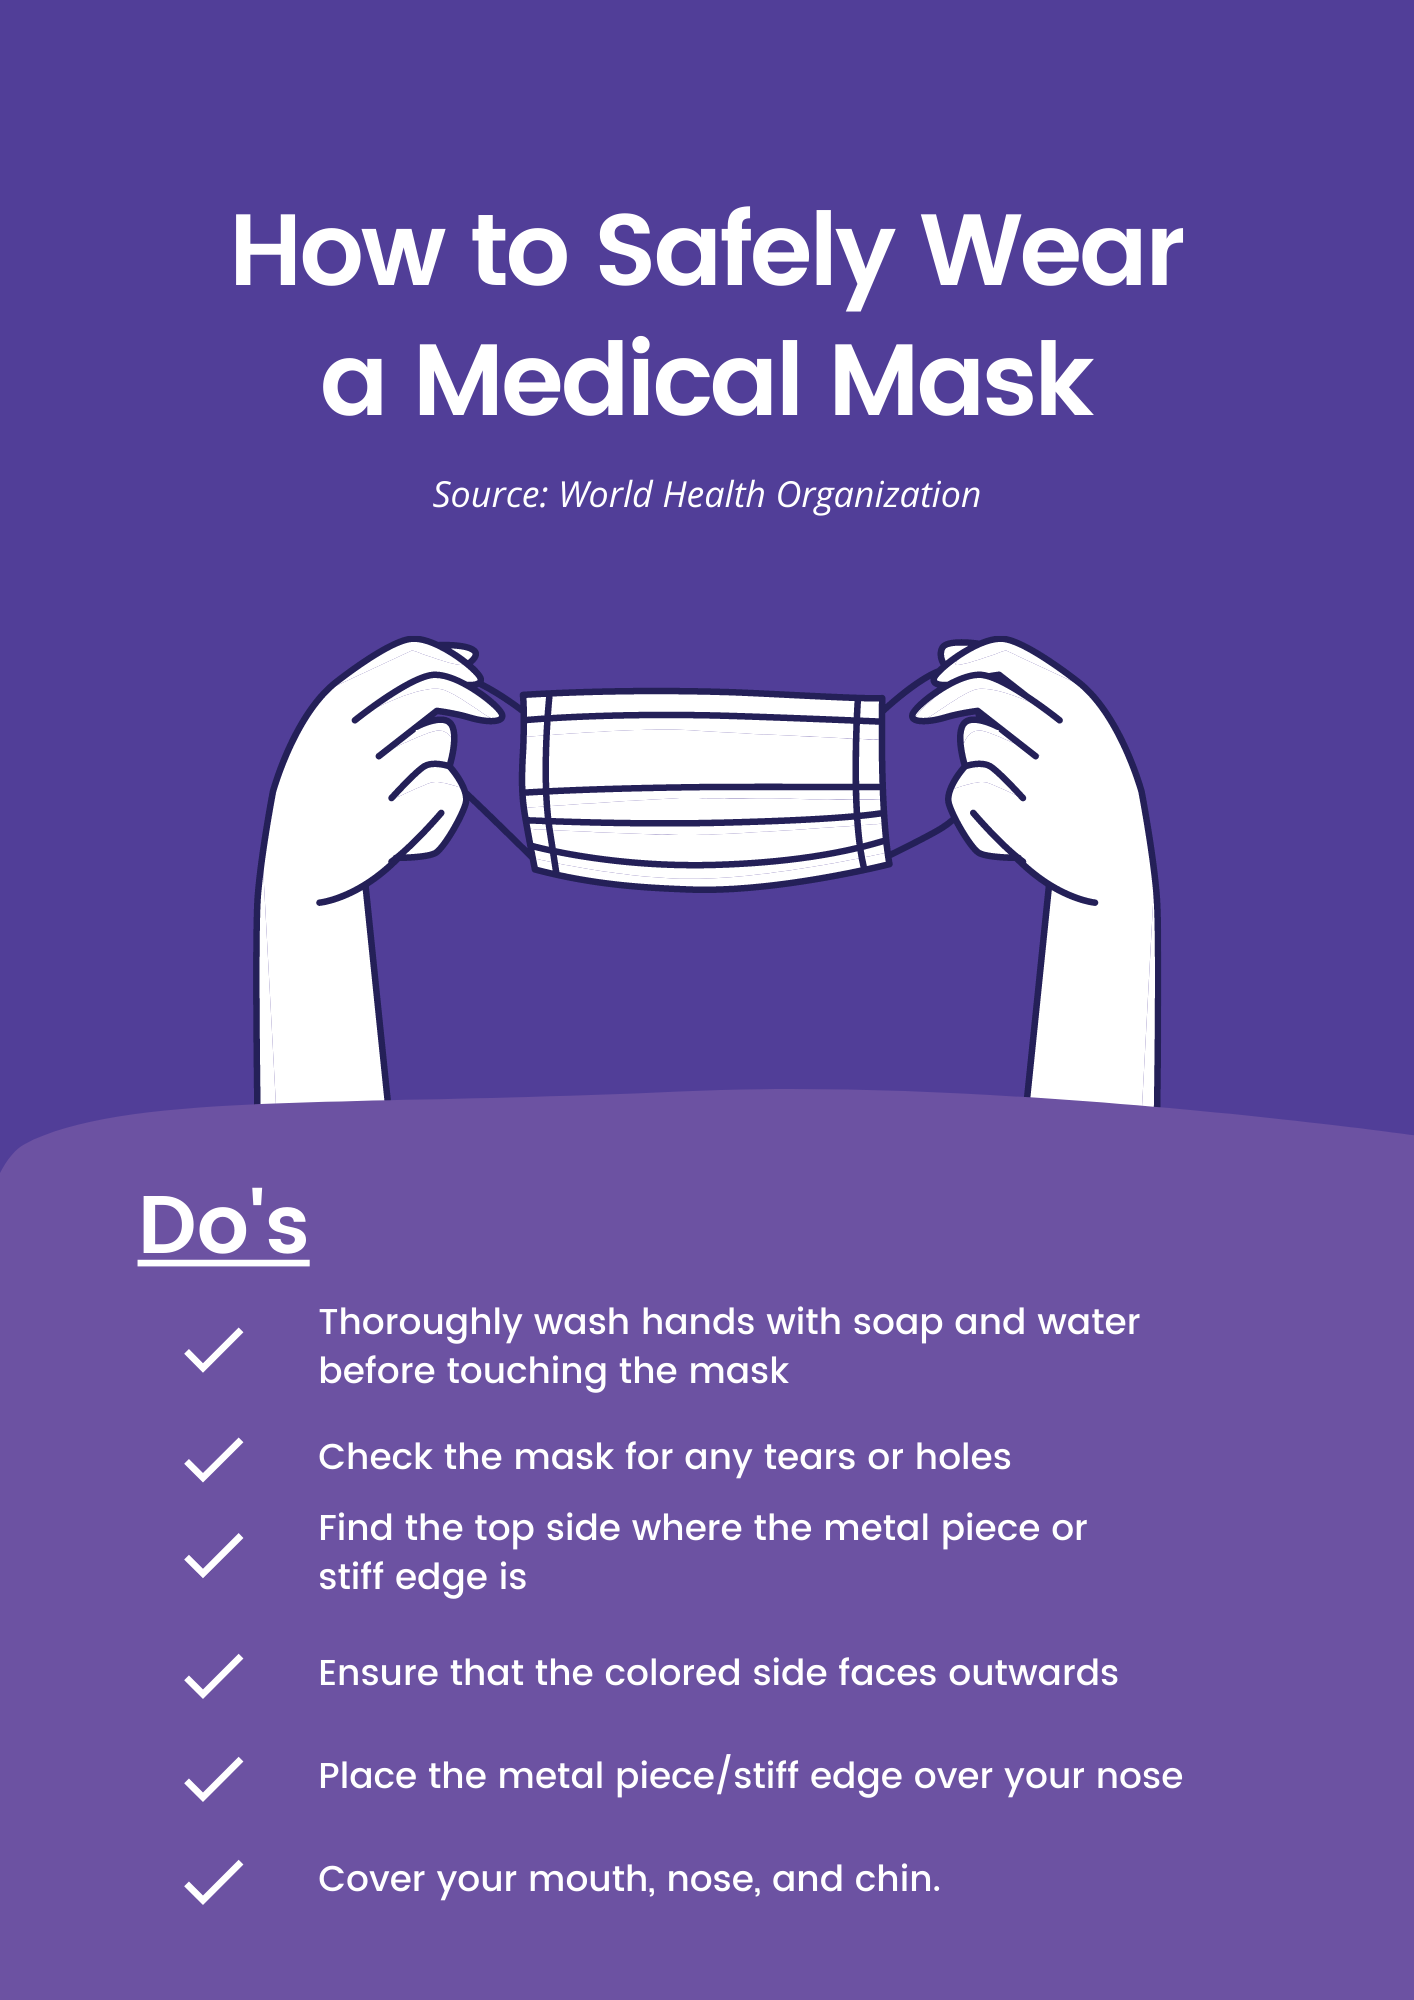 How to Safely Wear
a Medical Mask
Source: World Health Organization
Do's
Thoroughly wash hands with soap and water
before touching the mask
Check the mask for any tears or holes
Find the top side where the metal piece or
stiff edge is
Ensure that the colored side faces outwards
Place the metal piece/stiff edge over your nose
Cover your mouth, nose, and chin.